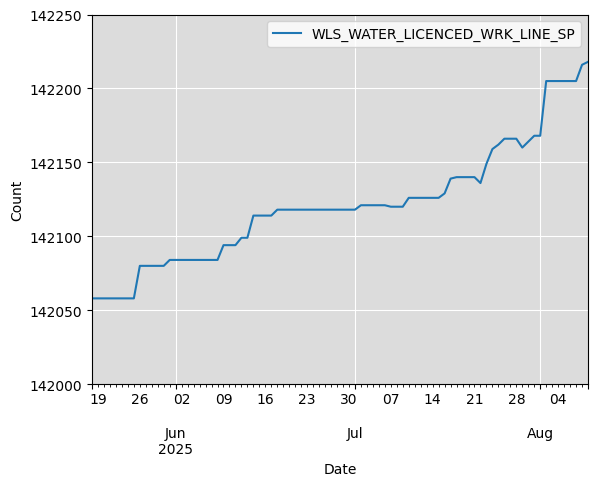 142250
WLS_WATER_LICENCED_WRK_LINE_SP
142200
142150
Count
142100
142050
142000
19 26 02 09 16 23 30 07 14 21 28 04
Jun Jul Aug
2025
Date